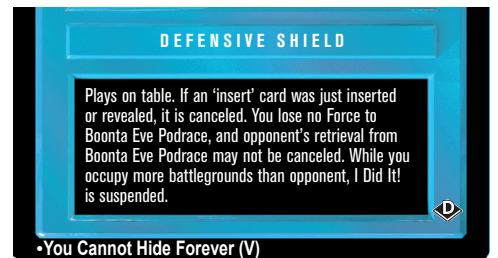 DEFENSIVE SHIELD
Plays on table. If an ‘insert’ card was just inserted
or revealed, it is canceled. You lose no Force to
Boonta Eve Podrace, and opponent’s retrieval from
Boonta Eve Podrace may not be canceled. While you
occupy more battlegrounds than opponent, I Did It!
is suspended.
D
•You Cannot Hide Forever (V)